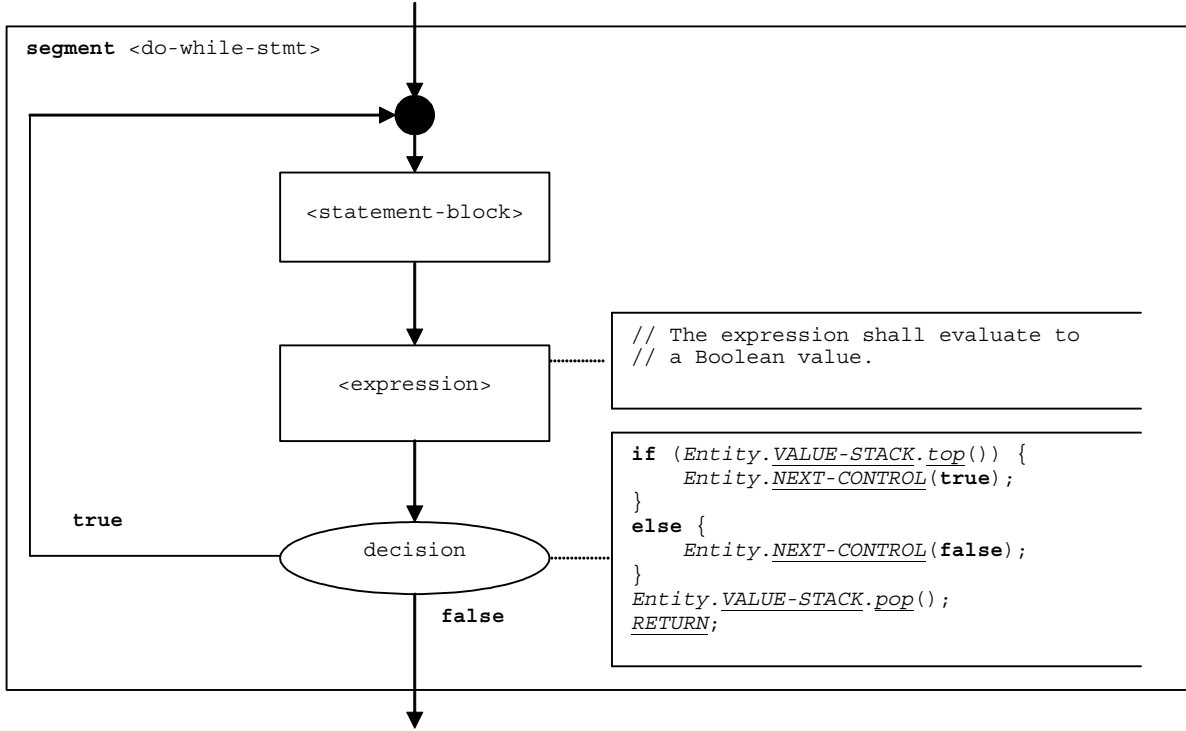 segment <do-while-stmt>
<statement-block>
// The expression shall evaluate to
// a Boolean value.
<expression>
if (Entity.VALUE-STACK.top()) {
    Entity.NEXT-CONTROL(true);
}
else {
    Entity.NEXT-CONTROL(false);
}
Entity.VALUE-STACK.pop();
RETURN;
true
decision
false